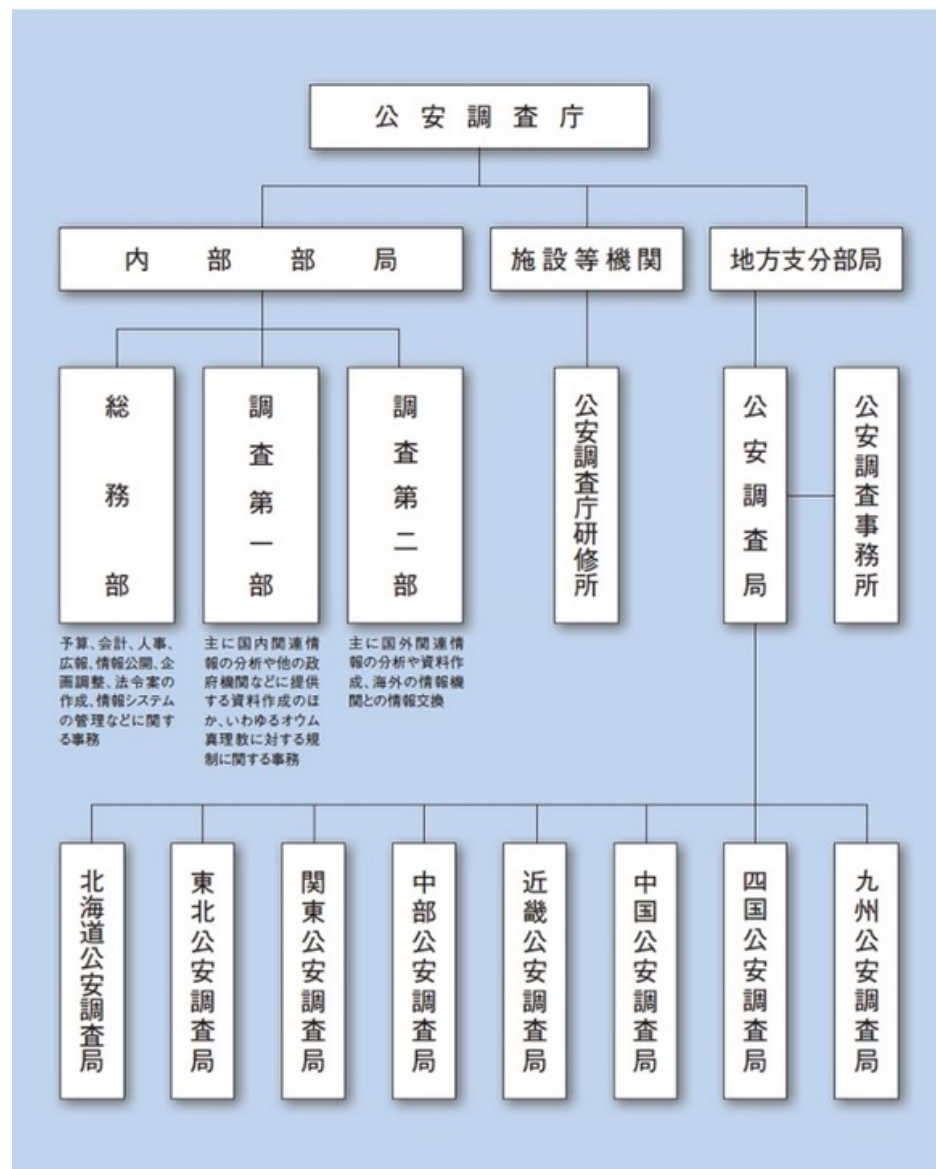 公安調査庁
内部部局
施設等機関
地方支分部局
総務部
調査第一部
調査第二部
公安調査庁研修所
公安調査局
公安調査事務所
予算、会計、人事、
広報、情報公開、企
画調整、法令案の
作成、情報システム
の管理などに関す
る事務
主に国内関連情
報の分析や他の政
府機関などに提供
する資料作成のほ
か、いわゆるオウム
真理教に対する規
制に関する事務
主に国外関連情
報の分析や資料作
成、海外の情報機
関との情報交換
北海道公安調査局
東北公安調査局
関東公安調査局
中部公安調査局
近畿公安調査局
中国公安調査局
四国公安調査局
九州公安調査局